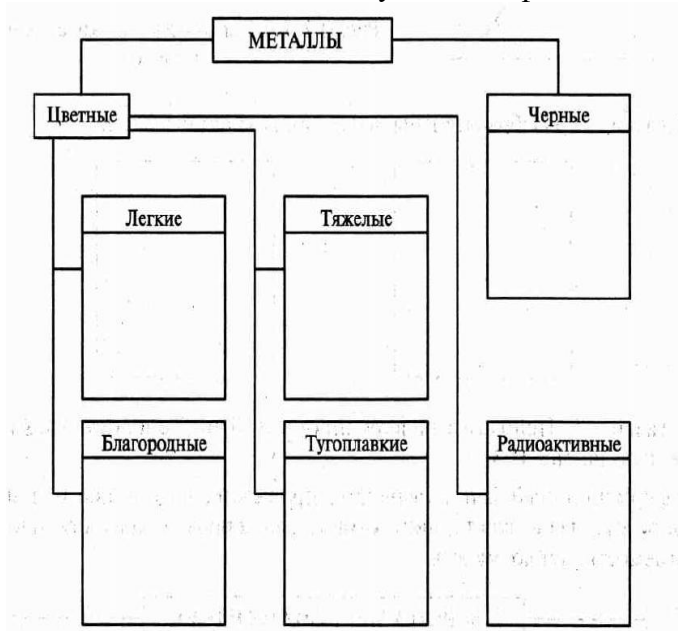 МЕТАЛЛЫ
Цветные
Черные
Легкие
Тяжелые
Благородные
Тугоплавкие
Радиоактивные